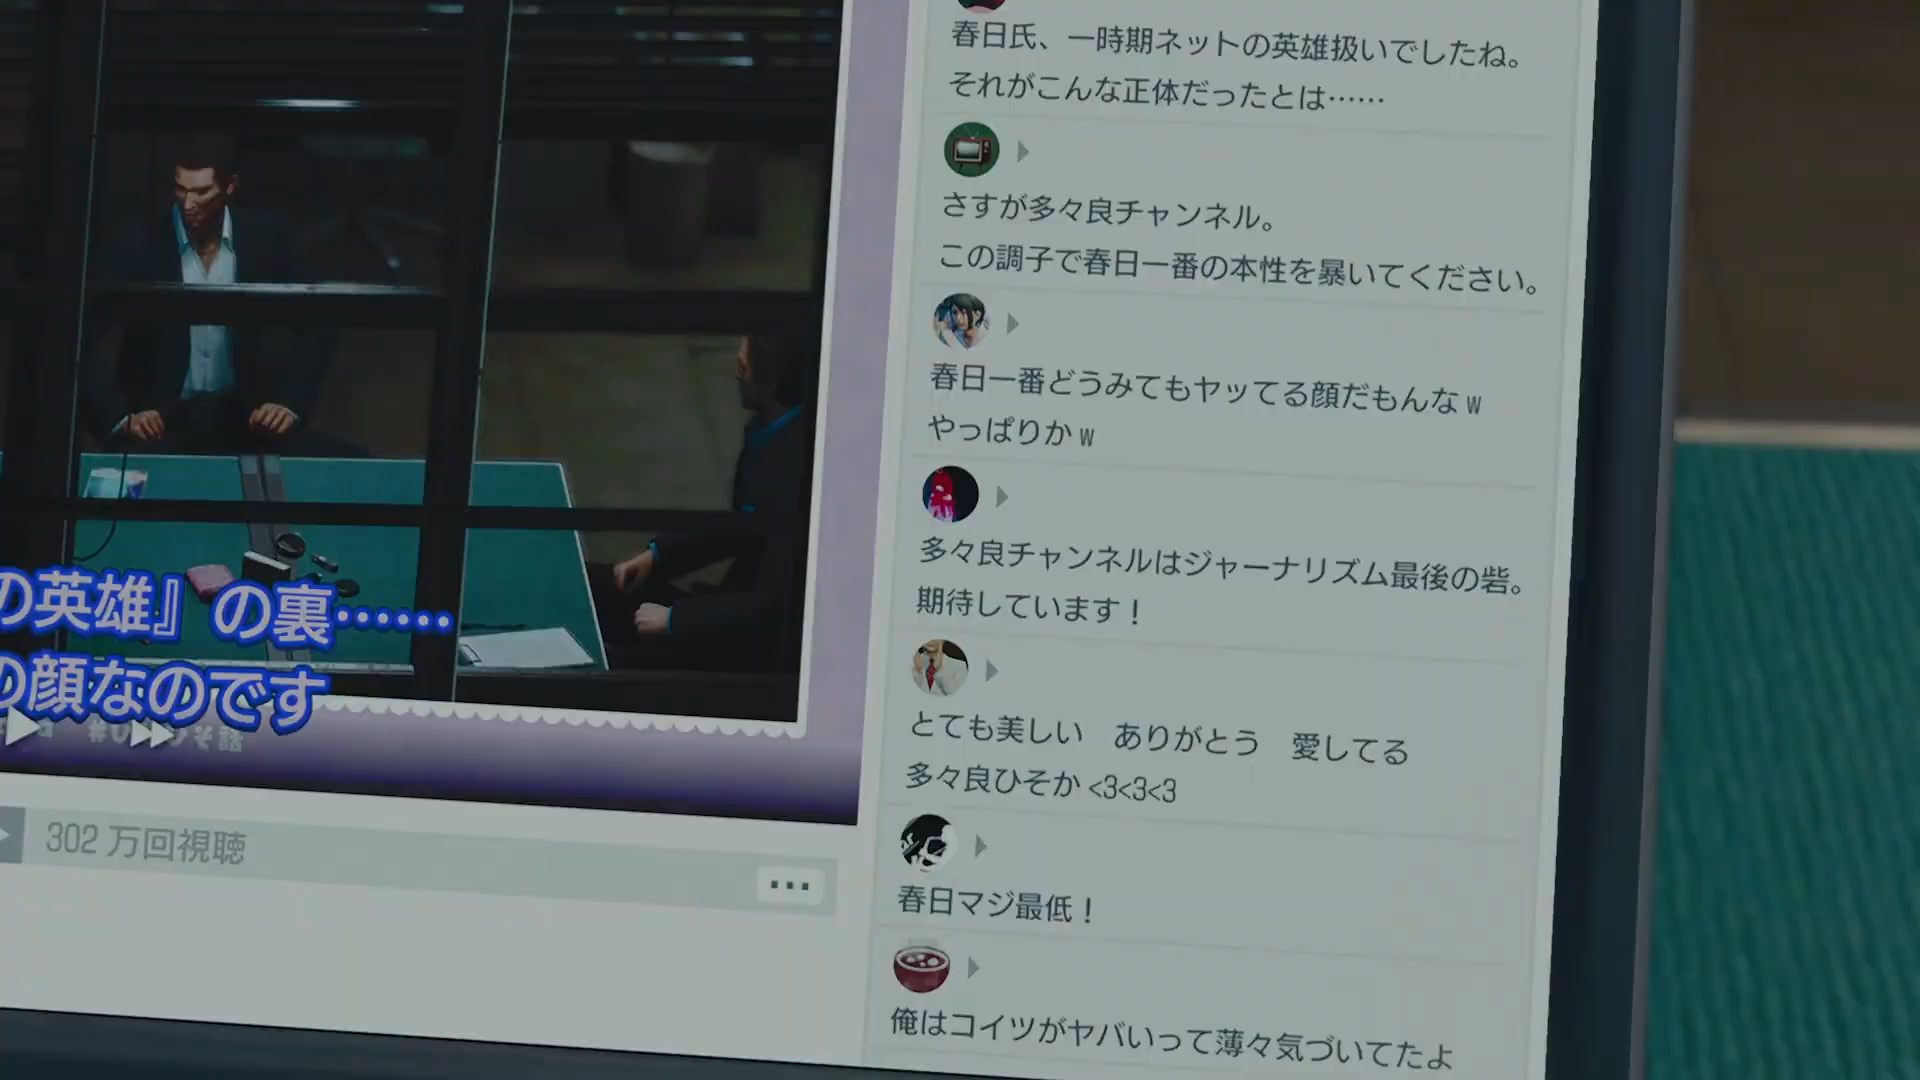 の英雄』の裏……
の顔なのです
302 万回視聴
春日氏、一時期ネットの英雄扱いでしたね。
それがこんな正体だったとは……
さすが多々良チャンネル。
この調子で春日一番の本性を暴いてください。
春日一番どうみてもヤッてる顔だもんなw
やっぱりかw
多々良チャンネルはジャーナリズム最後の砦。
期待しています！
とても美しい　ありがとう　愛してる
多々良ひそか<3<3<3
春日マジ最低！
俺はコイツがヤバいって薄々気づいてたよ